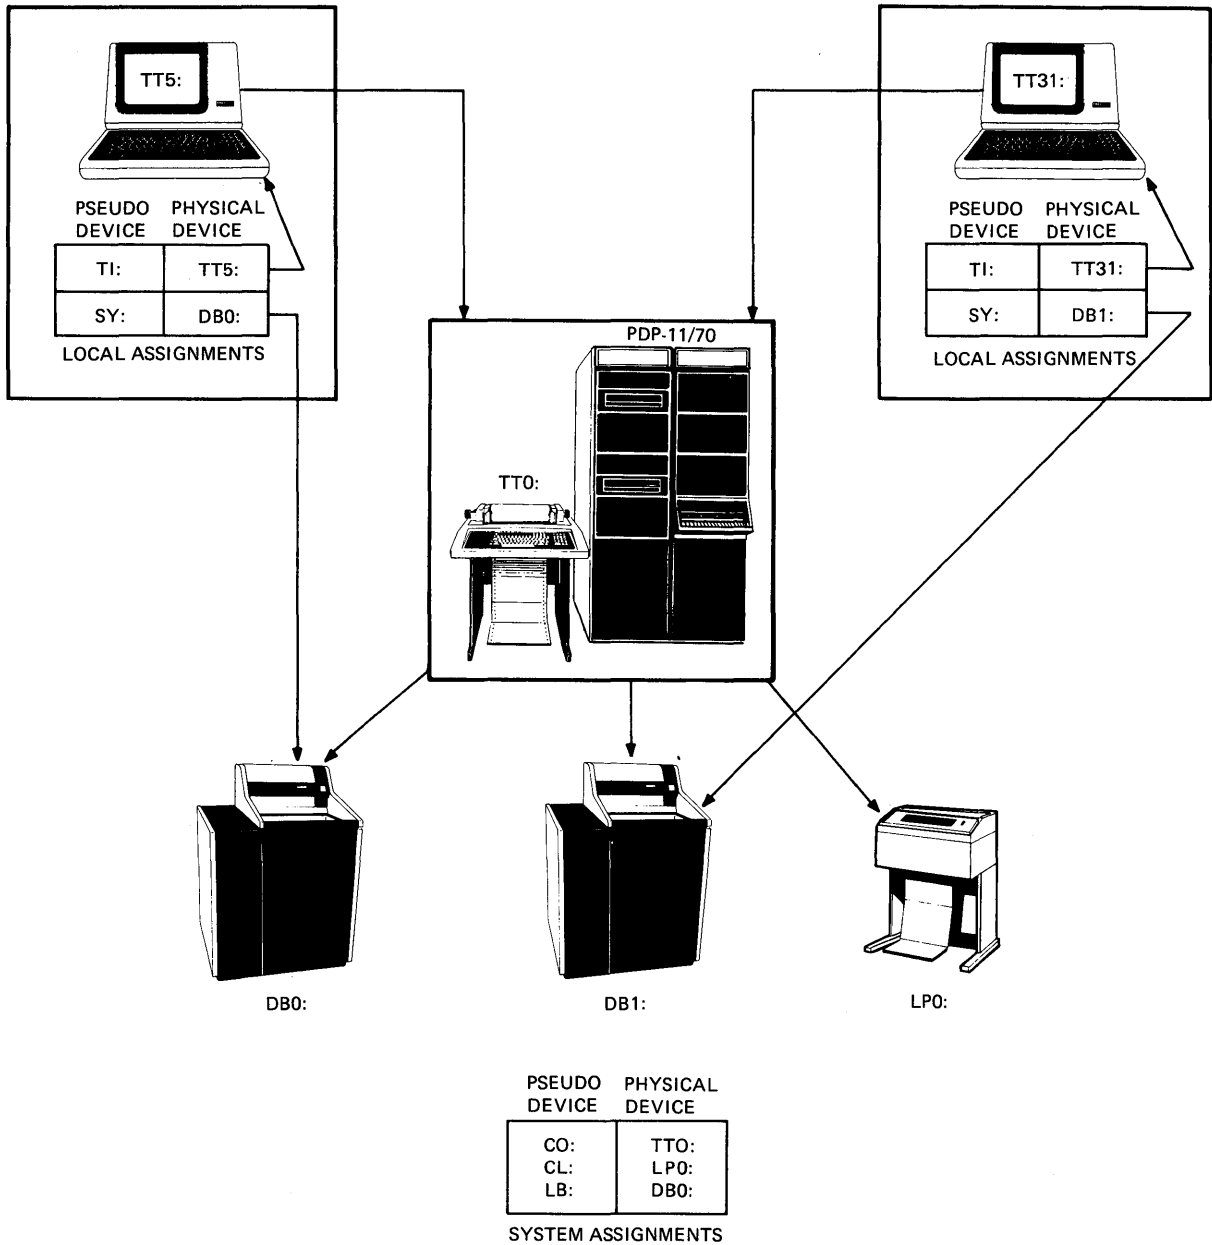 TT5:
PSEUDO DEVICE PHYSICAL DEVICE
TI: TT5:
SY: DB0:
LOCAL ASSIGNMENTS
TT31:
PSEUDO DEVICE PHYSICAL DEVICE
TI: TT31:
SY: DB1:
LOCAL ASSIGNMENTS
PDP-11/70
TT0:
DB0:
DB1:
LP0:
PSEUDO DEVICE PHYSICAL DEVICE
CO: TTO:
CL: LP0:
LB: DB0:
SYSTEM ASSIGNMENTS